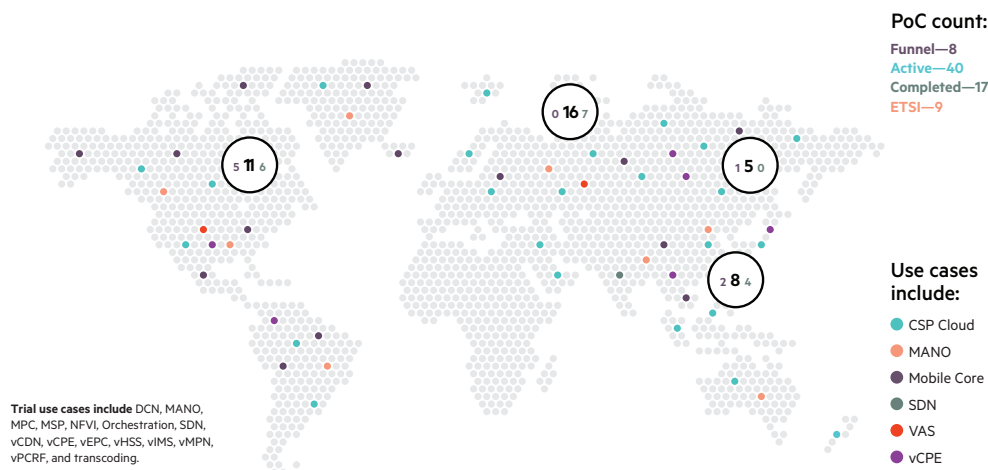 PoC count:
Funnel—8
Active—40
Completed—17
ETSI—9
0 16 7
5 11 6
1 5 0
2 8 4
Use cases
include:
CSP Cloud
MANO
Mobile Core
SDN
VAS
vCPE
Trial use cases include DCN, MANO,
MPC, MSP, NFVI, Orchestration, SDN,
vCDN, vCPE, vEPC, vHSS, vIMS, vMPN,
vPCRF, and transcoding.